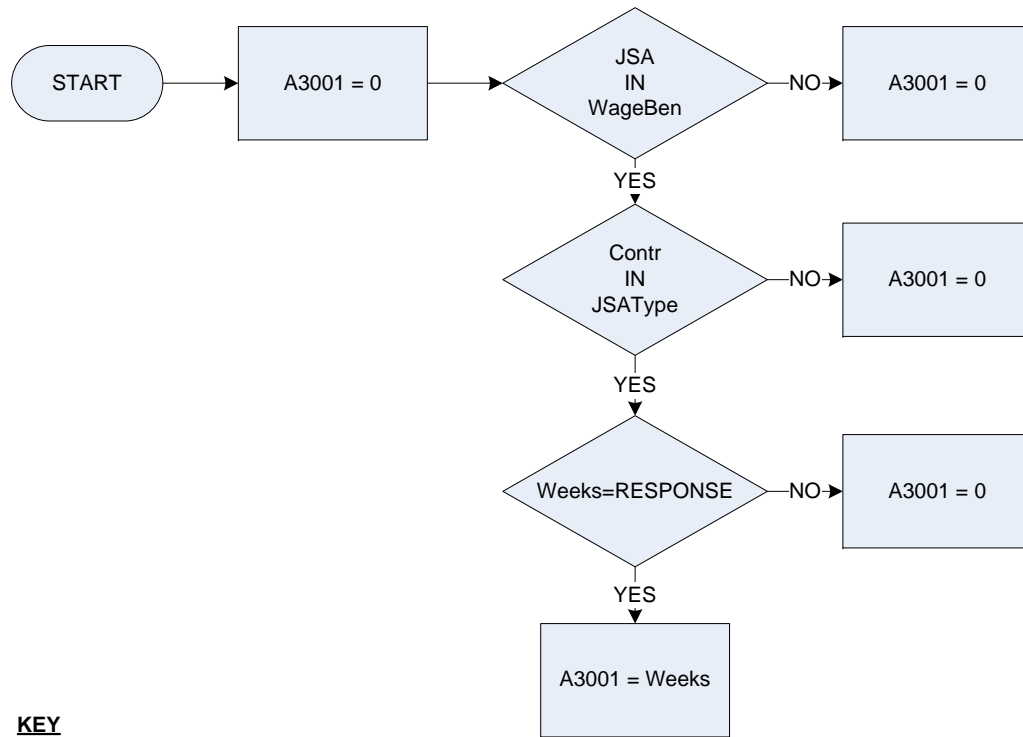 START
A3001 = 0
JSA
IN
WageBen
NO
A3001 = 0
YES
Contr
IN
JSAType
NO
A3001 = 0
YES
Weeks=RESPONSE
NO
A3001 = 0
YES
A3001 = Weeks
KEY